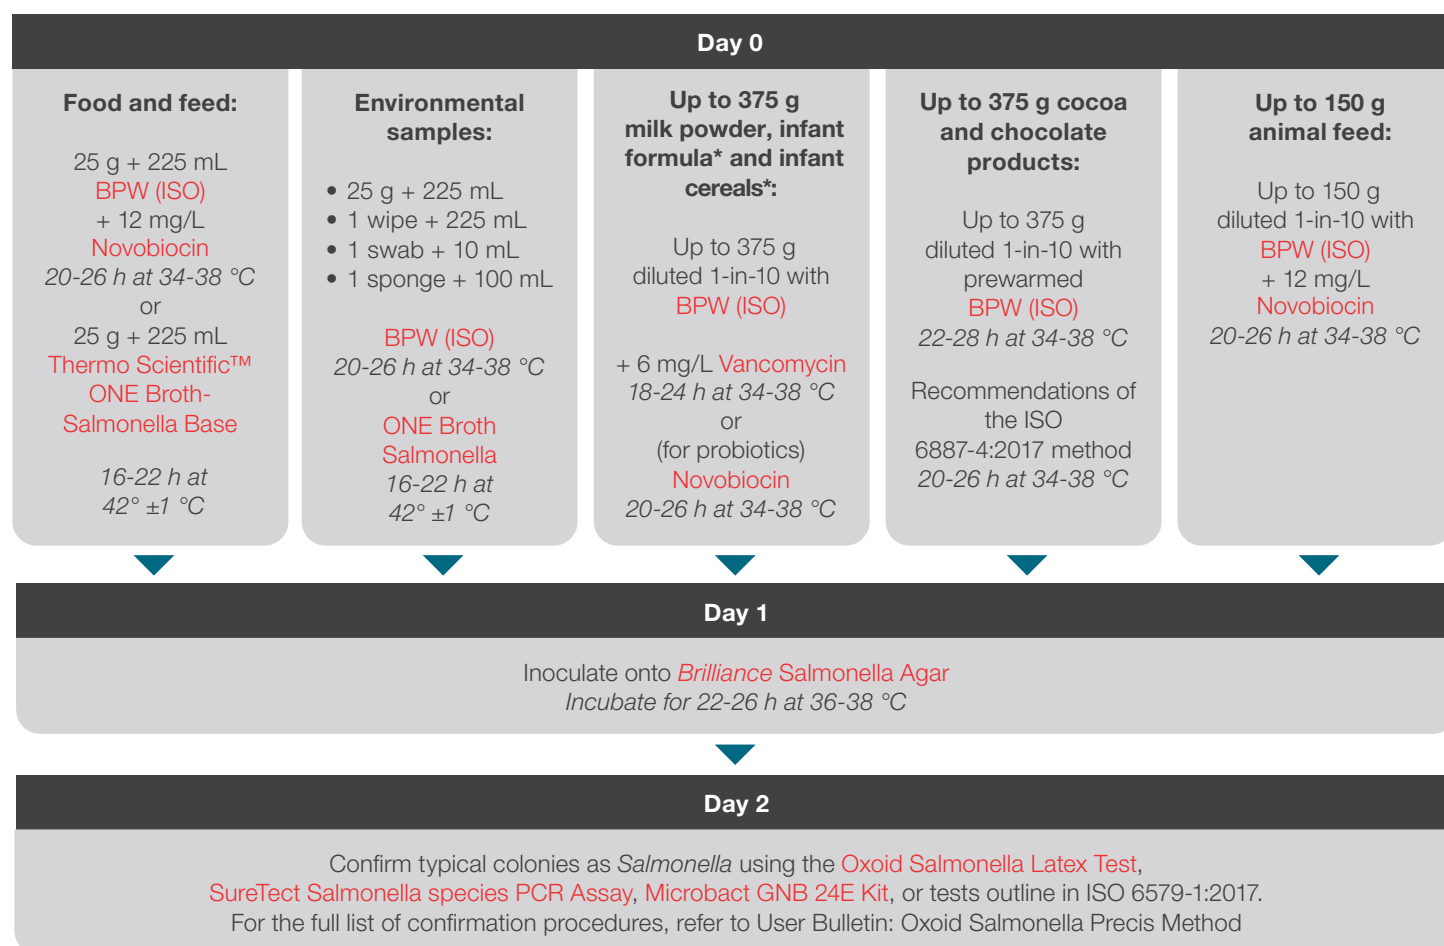 Day 0
Food and feed:
25 g + 225 mL
BPW (ISO)
+ 12 mg/L
Novobiocin
20-26 h at 34-38 °C
or
25 g + 225 mL
Thermo Scientific™
ONE Broth-
Salmonella Base
16-22 h at
42° ±1 °C
Environmental
samples:
• 25 g + 225 mL
• 1 wipe + 225 mL
• 1 swab + 10 mL
• 1 sponge + 100 mL
BPW (ISO)
20-26 h at 34-38 °C
or
ONE Broth
Salmonella
16-22 h at
42° ±1 °C
Up to 375 g
milk powder, infant
formula* and infant
cereals*:
Up to 375 g
diluted 1-in-10 with
BPW (ISO)
+ 6 mg/L Vancomycin
18-24 h at 34-38 °C
or
(for probiotics)
Novobiocin
20-26 h at 34-38 °C
Up to 375 g cocoa
and chocolate
products:
Up to 375 g
diluted 1-in-10 with
prewarmed
BPW (ISO)
22-28 h at 34-38 °C
Recommendations of
the ISO
6887-4:2017 method
20-26 h at 34-38 °C
Up to 150 g
animal feed:
Up to 150 g
diluted 1-in-10 with
BPW (ISO)
+ 12 mg/L
Novobiocin
20-26 h at 34-38 °C
Day 1
Inoculate onto Brilliance Salmonella Agar
Incubate for 22-26 h at 36-38 °C
Day 2
Confirm typical colonies as Salmonella using the Oxoid Salmonella Latex Test,
SureTect Salmonella species PCR Assay, Microbact GNB 24E Kit, or tests outline in ISO 6579-1:2017.
For the full list of confirmation procedures, refer to User Bulletin: Oxoid Salmonella Precis Method